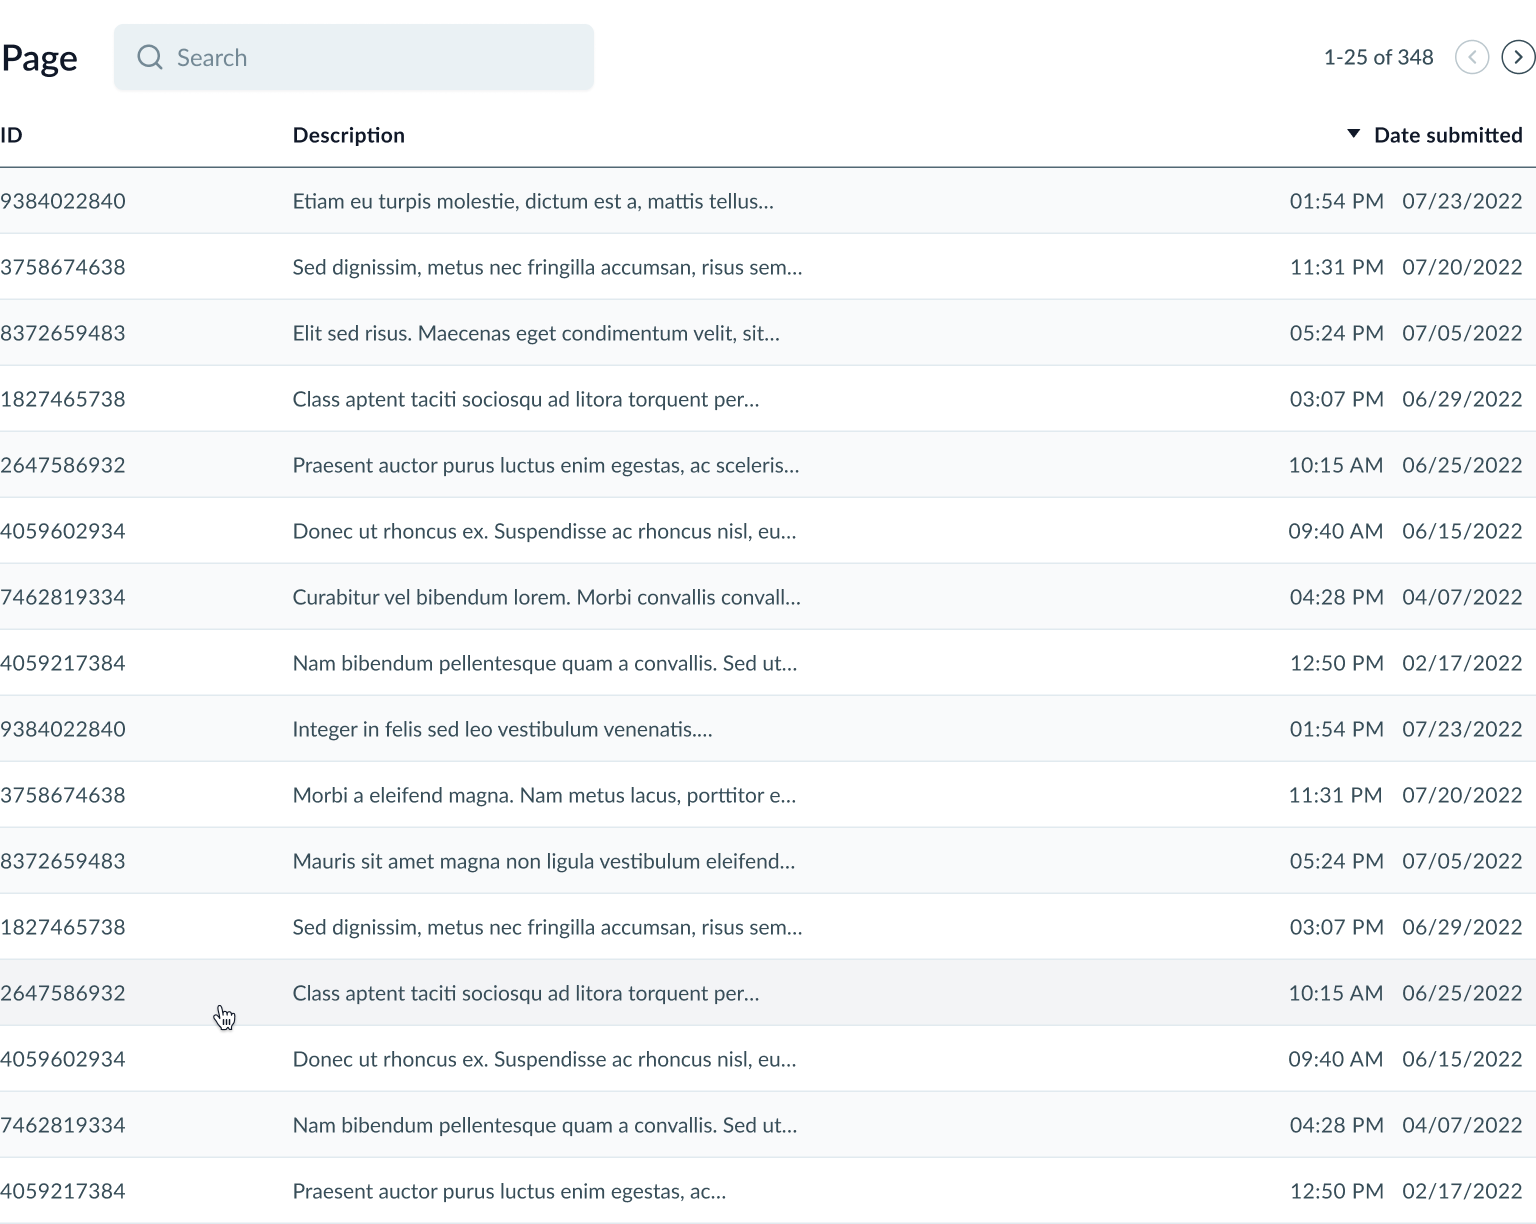 Page Search 1-25 of 348
ID Description Date submitted
9384022840 Etiam eu turpis molestie, dictum est a, mattis tellus... 01:54 PM 07/23/2022
3758674638 Sed dignissim, metus nec fringilla accumsan, risus sem... 11:31 PM 07/20/2022
8372659483 Elit sed risus. Maecenas eget condimentum velit, sit... 05:24 PM 07/05/2022
1827465738 Class aptent taciti sociosqu ad litora torquent per... 03:07 PM 06/29/2022
2647586932 Praesent auctor purus luctus enim egestas, ac sceleris... 10:15 AM 06/25/2022
4059602934 Donec ut rhoncus ex. Suspendisse ac rhoncus nisl, eu... 09:40 AM 06/15/2022
7462819334 Curabitur vel bibendum lorem. Morbi convallis convall... 04:28 PM 04/07/2022
4059217384 Nam bibendum pellentesque quam a convallis. Sed ut... 12:50 PM 02/17/2022
9384022840 Integer in felis sed leo vestibulum venenatis.... 01:54 PM 07/23/2022
3758674638 Morbi a eleifend magna. Nam metus lacus, porttitor e... 11:31 PM 07/20/2022
8372659483 Mauris sit amet magna non ligula vestibulum eleifend... 05:24 PM 07/05/2022
1827465738 Sed dignissim, metus nec fringilla accumsan, risus sem... 03:07 PM 06/29/2022
2647586932 Class aptent taciti sociosqu ad litora torquent per... 10:15 AM 06/25/2022
4059602934 Donec ut rhoncus ex. Suspendisse ac rhoncus nisl, eu... 09:40 AM 06/15/2022
7462819334 Nam bibendum pellentesque quam a convallis. Sed ut... 04:28 PM 04/07/2022
4059217384 Praesent auctor purus luctus enim egestas, ac... 12:50 PM 02/17/2022